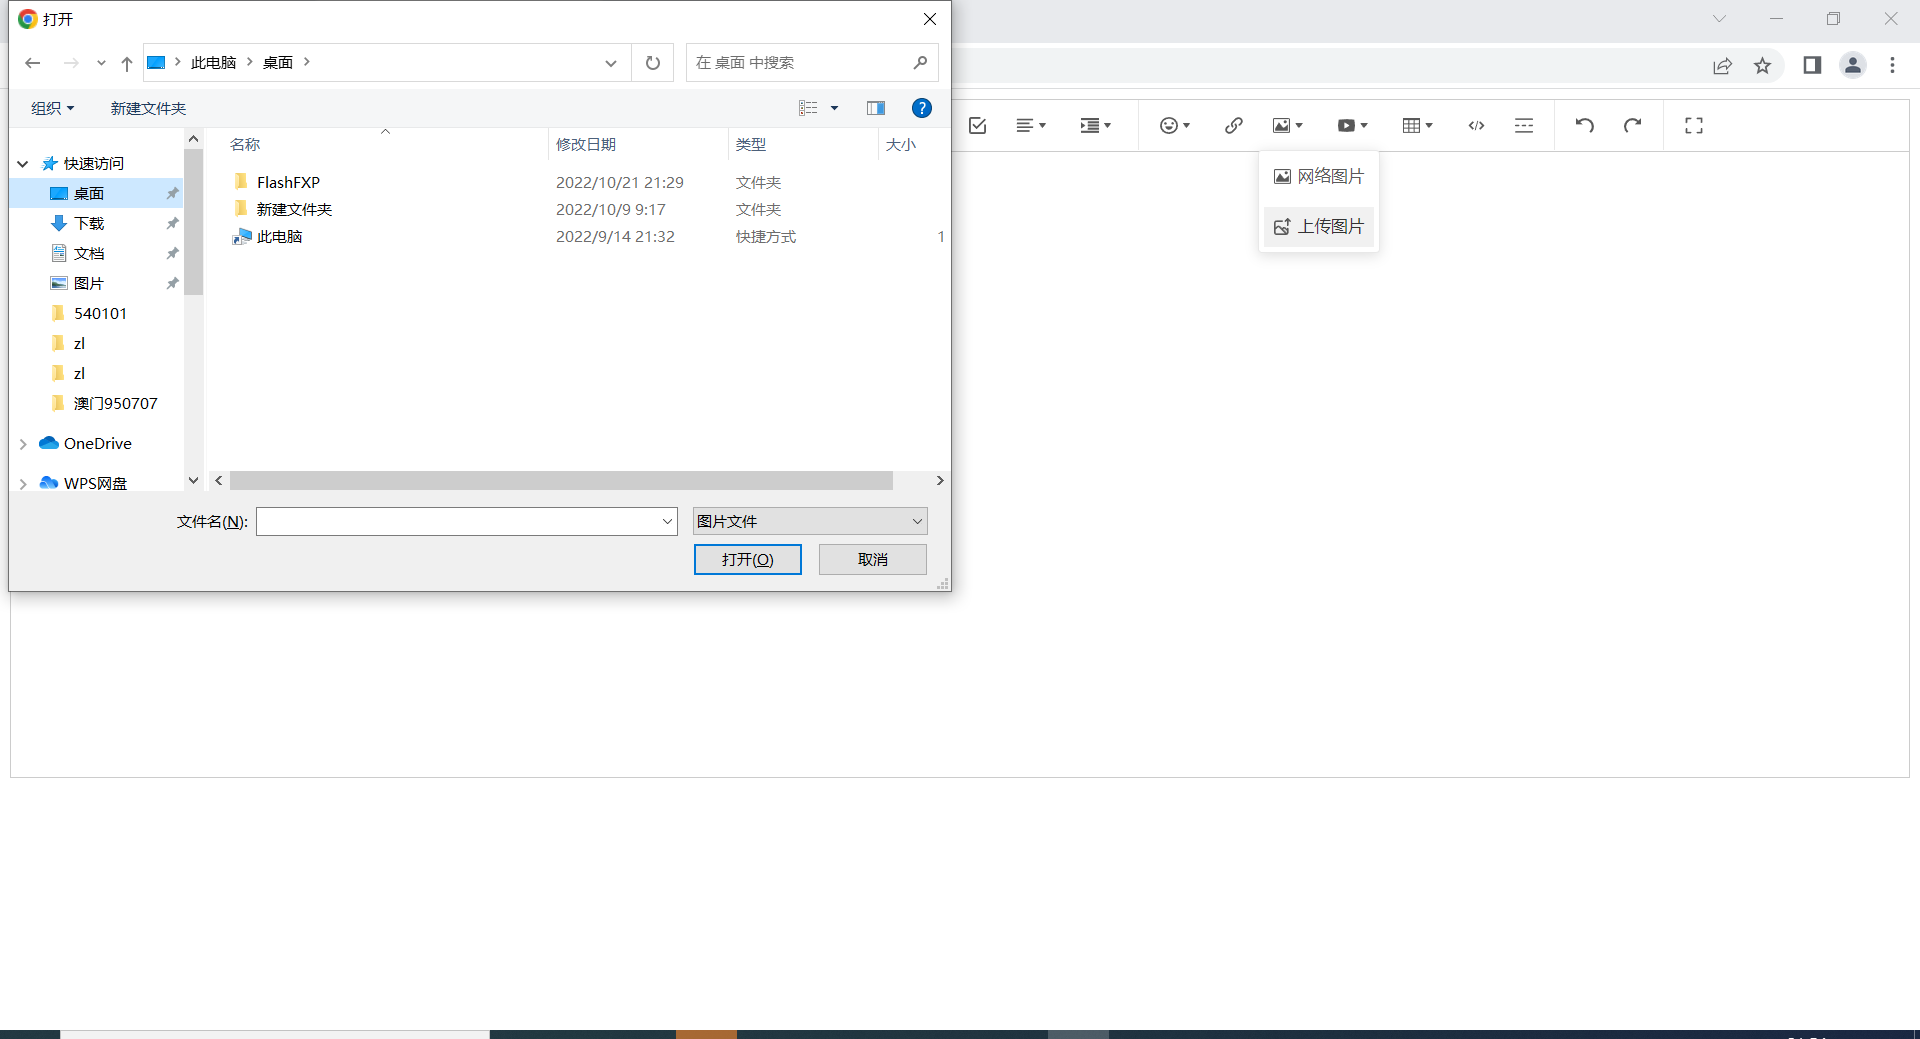 打开
此电脑 桌面
在 桌面 中搜索
组织 新建文件夹
名称 修改日期 类型 大小
快速访问
桌面
下载
文档
图片
540101
zl
zl
澳门950707
OneDrive
WPS网盘
FlashFXP 2022/10/21 21:29 文件夹
新建文件夹 2022/10/9 9:17 文件夹
此电脑 2022/9/14 21:32 快捷方式 1
文件名(N): 图片文件
打开(O) 取消
网络图片
上传图片